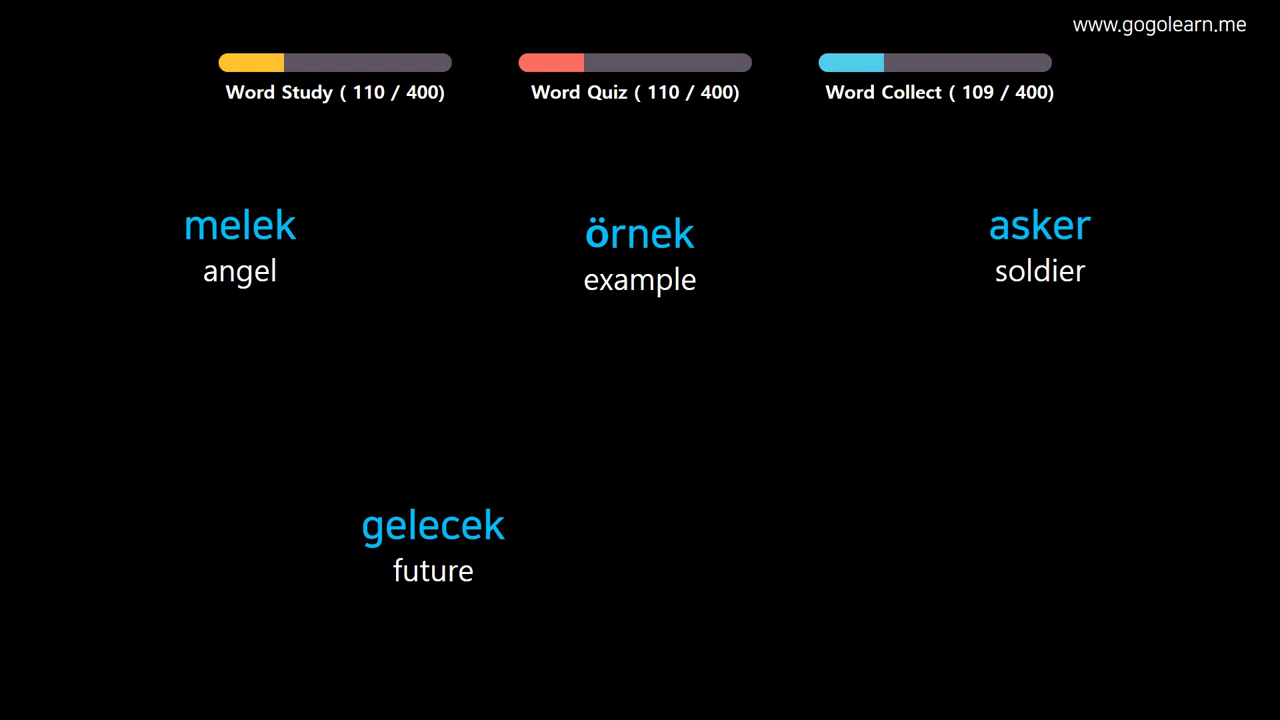 www.gogolearn.me
Word Study ( 110 / 400)
Word Quiz ( 110 / 400)
Word Collect ( 109 / 400)
melek
angel
örnek
example
asker
soldier
gelecek
future